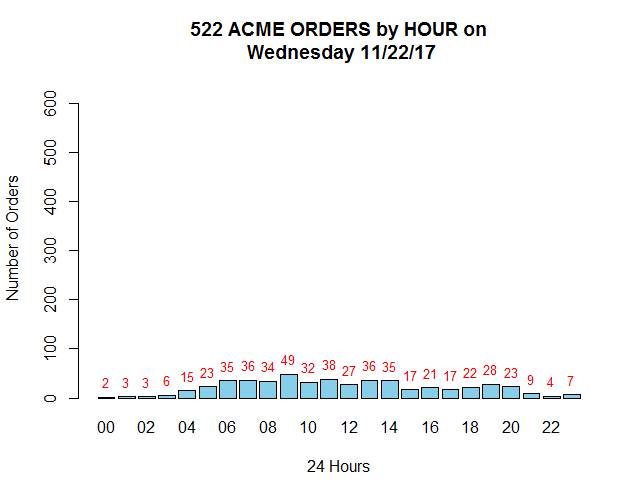 522 ACME ORDERS by HOUR on
Wednesday 11/22/17
Number of Orders
600
500
400
300
200
100
0
2 3 3 6 15 23 35 36 34 49 32 38 27 36 35 17 21 17 22 28 23 9 4 7
00 02 04 06 08 10 12 14 16 18 20 22
24 Hours